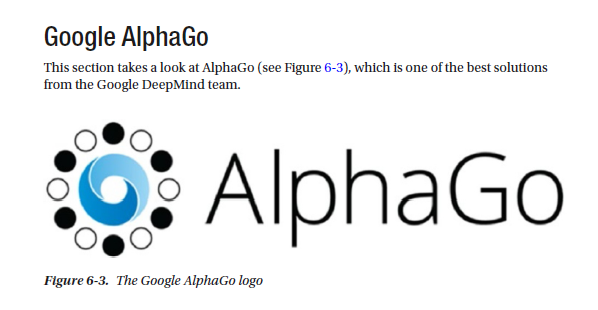 Google AlphaGo
This section takes a look at AlphaGo (see Figure 6-3), which is one of the best solutions
from the Google DeepMind team.
AlphaGo
Figure 6-3. The Google AlphaGo logo